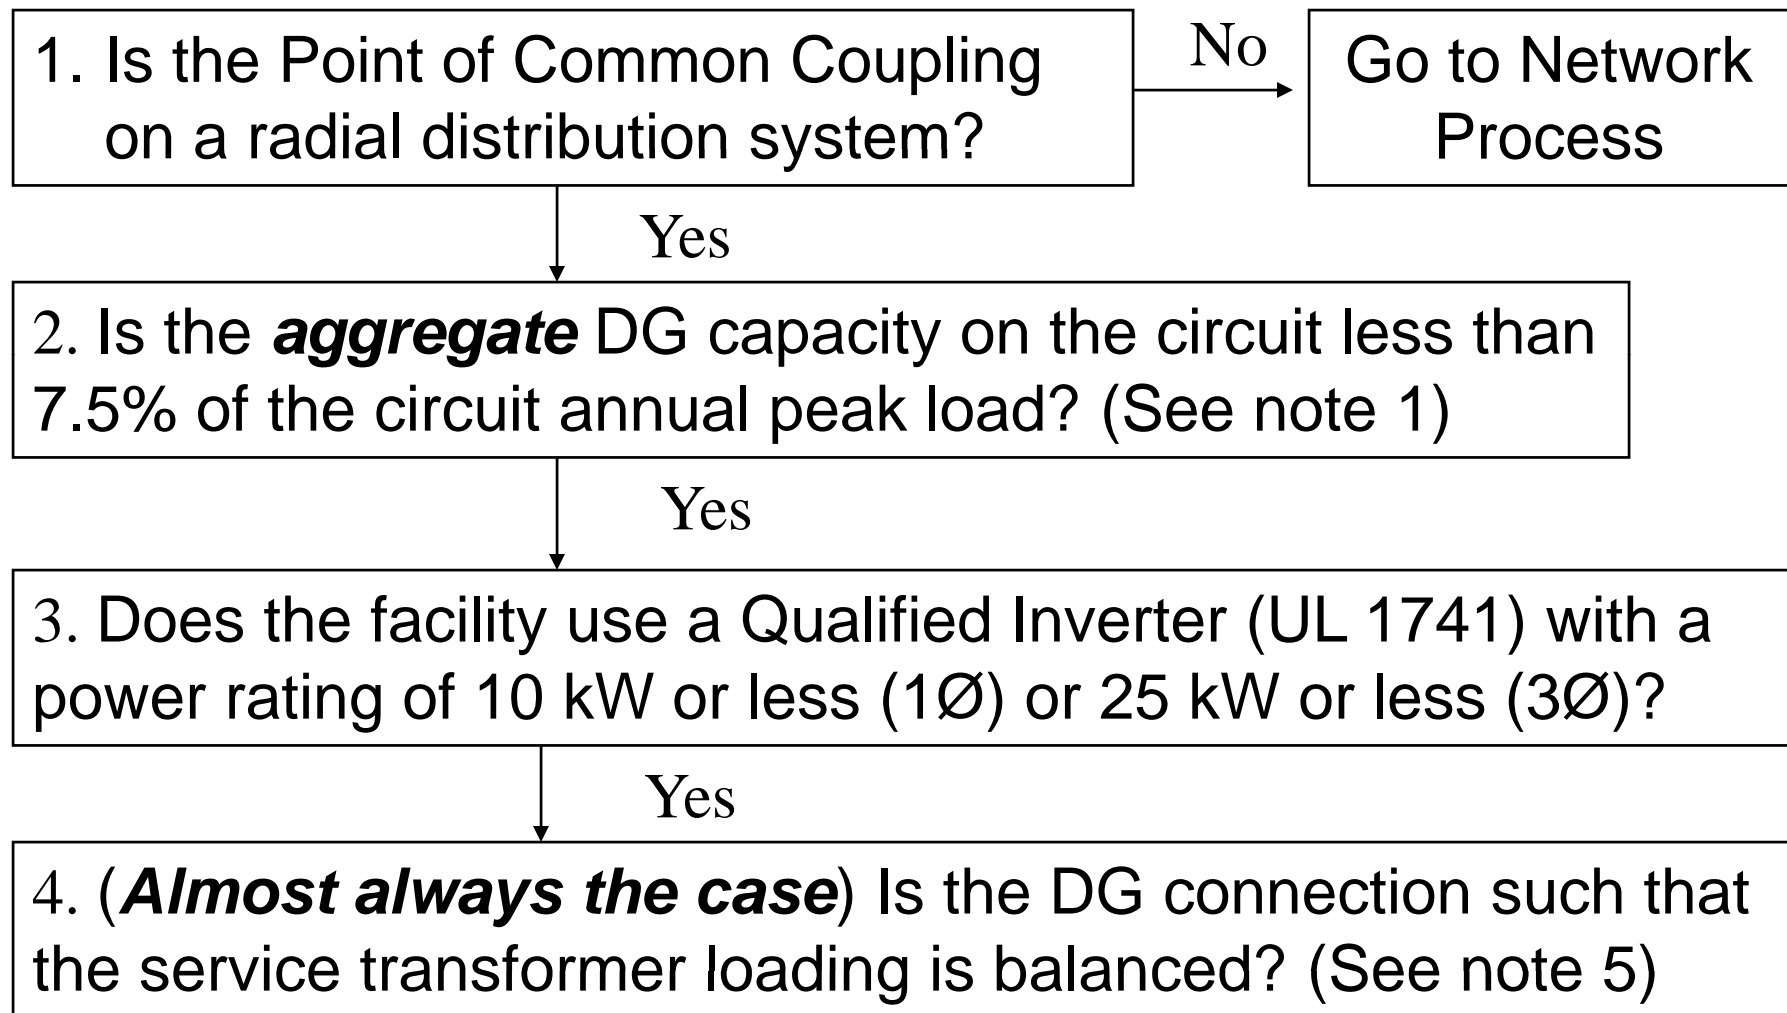 1. Is the Point of Common Coupling
on a radial distribution system?
No
Go to Network
Process
Yes
2. Is the aggregate DG capacity on the circuit less than
7.5% of the circuit annual peak load? (See note 1)
Yes
3. Does the facility use a Qualified Inverter (UL 1741) with a
power rating of 10 kW or less (1Ø) or 25 kW or less (3Ø)?
Yes
4. (Almost always the case) Is the DG connection such that
the service transformer loading is balanced? (See note 5)